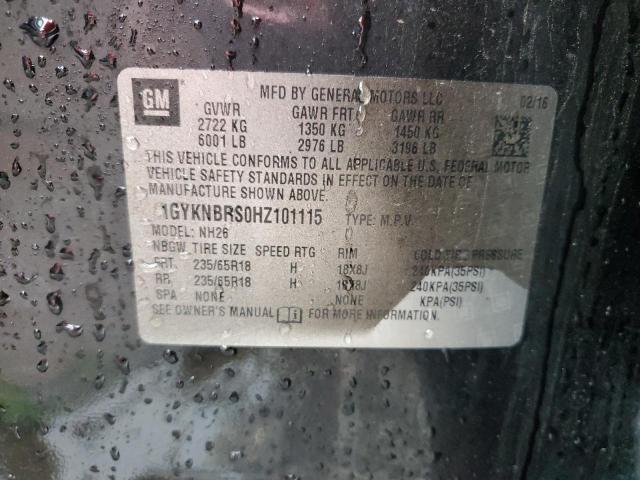 GM
MFD BY GENERAL MOTORS LLC 02/16
GVWR GAWR FRT GAWR RR
2722 KG 1350 KG 1450 KG
6001 LB 2976 LB 3196 LB
THIS VEHICLE CONFORMS TO ALL APPLICABLE U.S. FEDERAL MOTOR
VEHICLE SAFETY STANDARDS IN EFFECT ON THE DATE OF
MANUFACTURE SHOWN ABOVE.
1GYKNBRS0HZ101115 TYPE: M.P.V
MODEL: NH26
NBGW TIRE SIZE SPEED RTG RIM COLD TIRE PRESSURE
FRT 235/65R18 H 18X8J 240KPA(35PSI)
RR 235/65R18 H 18X8J 240KPA(35PSI)
SPA NONE NONE KPA(PSI)
SEE OWNER'S MANUAL FOR MORE INFORMATION.